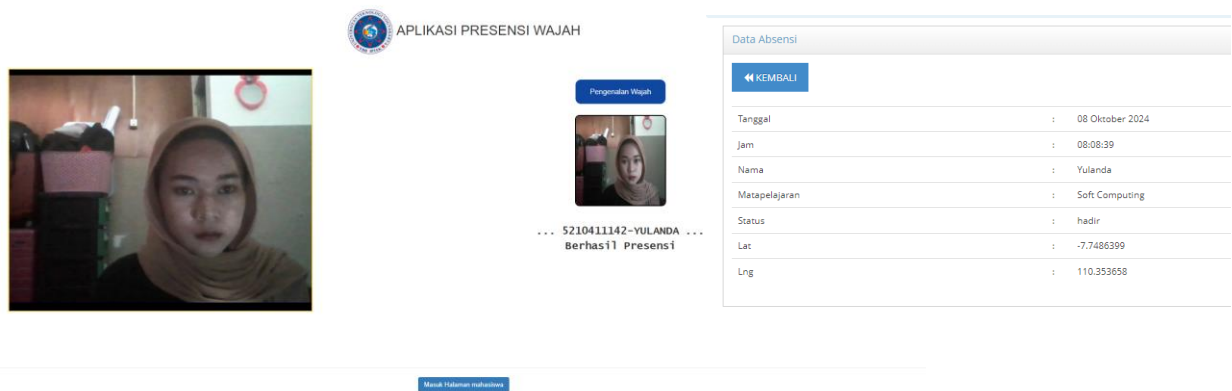 APLIKASI PRESENSI WAJAH
Pengenalan Wajah
... 5210411142-YULANDA ...
Berhasil Presensi
Masuk Halaman mahasiswa
Data Absensi
KEMBALI
Tanggal : 08 Oktober 2024
Jam : 08:08:39
Nama : Yulanda
Matapelajaran : Soft Computing
Status : hadir
Lat : -7.7486399
Lng : 110.353658